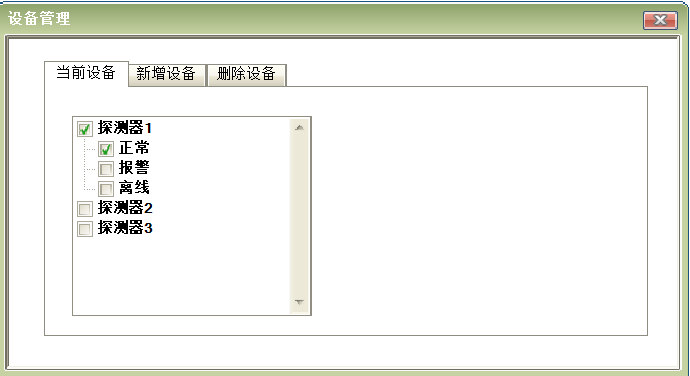 设备管理
当前设备 新增设备 删除设备
探测器1
正常
报警
离线
探测器2
探测器3